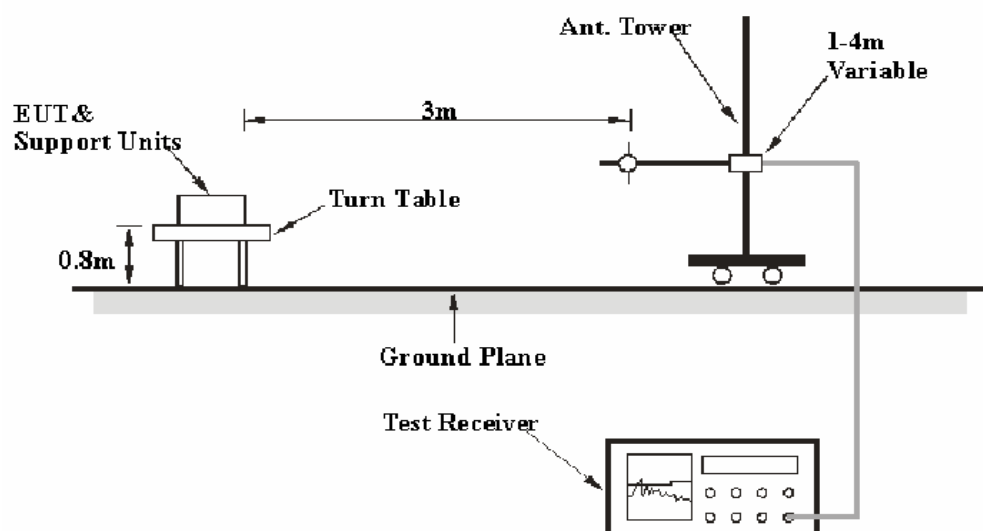 Ant. Tower
1-4m
Variable
3m
EUT&
Support Units
Turn Table
0.8m
Ground Plane
Test Receiver